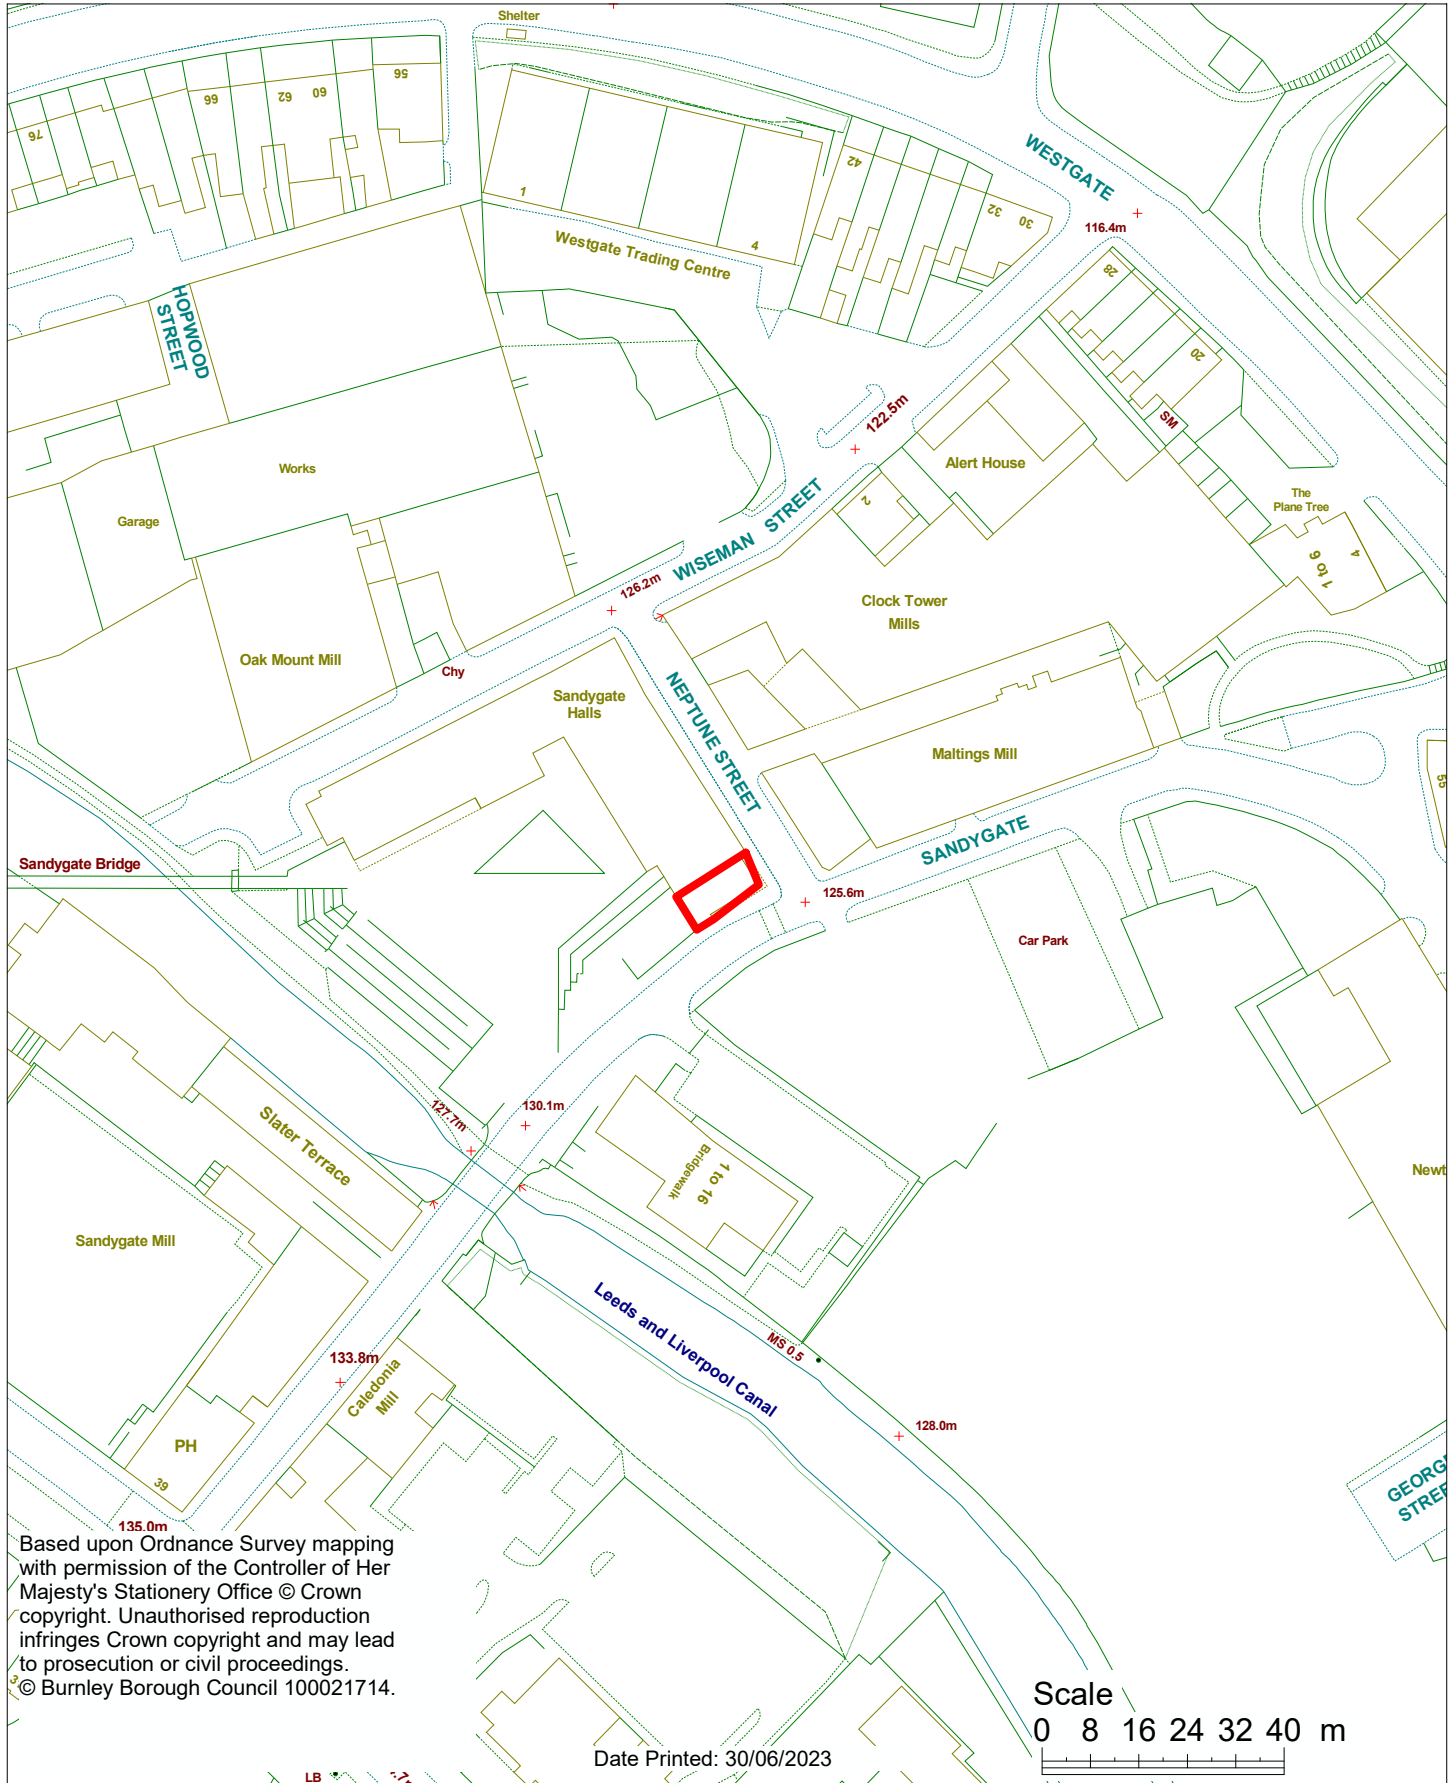 Shelter
76
66
62
60
56
1
4
Westgate Trading Centre
42
32
30
WESTGATE
116.4m
28
20
SM
HOPWOOD
STREET
122.5m
Works
Garage
Alert House
2
The
Plane Tree
1 to 6
4
WISEMAN STREET
126.2m
Clock Tower
Mills
Oak Mount Mill
Chy
Sandygate
Halls
NEPTUNE STREET
Maltings Mill
55
SANDYGATE
Sandygate Bridge
125.6m
Car Park
127.7m
130.1m
Slater Terrace
1 to 16
Bridgewalk
Newt
Sandygate Mill
Leeds and Liverpool Canal
MS 0.5
133.8m
Caledonia
Mill
128.0m
PH
39
GEORG
STREE
135.0m
Based upon Ordnance Survey mapping
with permission of the Controller of Her
Majesty's Stationery Office © Crown
copyright. Unauthorised reproduction
infringes Crown copyright and may lead
to prosecution or civil proceedings.
© Burnley Borough Council 100021714.
Scale
0 8 16 24 32 40 m
Date Printed: 30/06/2023
LB